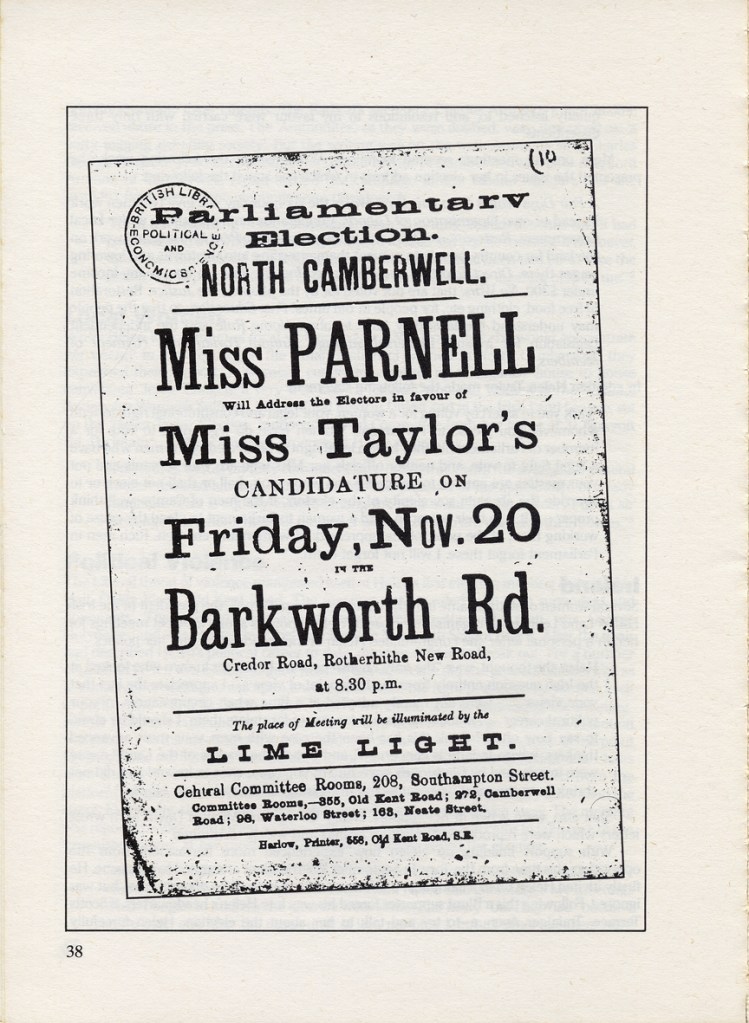 (10
BRITISH LIBRARY
POLITICAL
AND
ECONOMIC SCIENCE
Parliamentary
Election.
NORTH CAMBERWELL.
Miss PARNELL
Will Address the Electors in favour of
Miss Taylor's
CANDIDATURE ON
Friday, Nov. 20
IN THE
Barkworth Rd.
Credor Road, Rotherhithe New Road,
at 8.30 p.m.
The place of Meeting will be illuminated by the
LIME LIGHT.
Central Committee Rooms, 208, Southampton Street.
Committee Rooms,—355, Old Kent Road; 272, Camberwell
Road; 98, Waterloo Street; 163, Neate Street.
Harlow, Printer, 556, Old Kent Road, S.E.
38